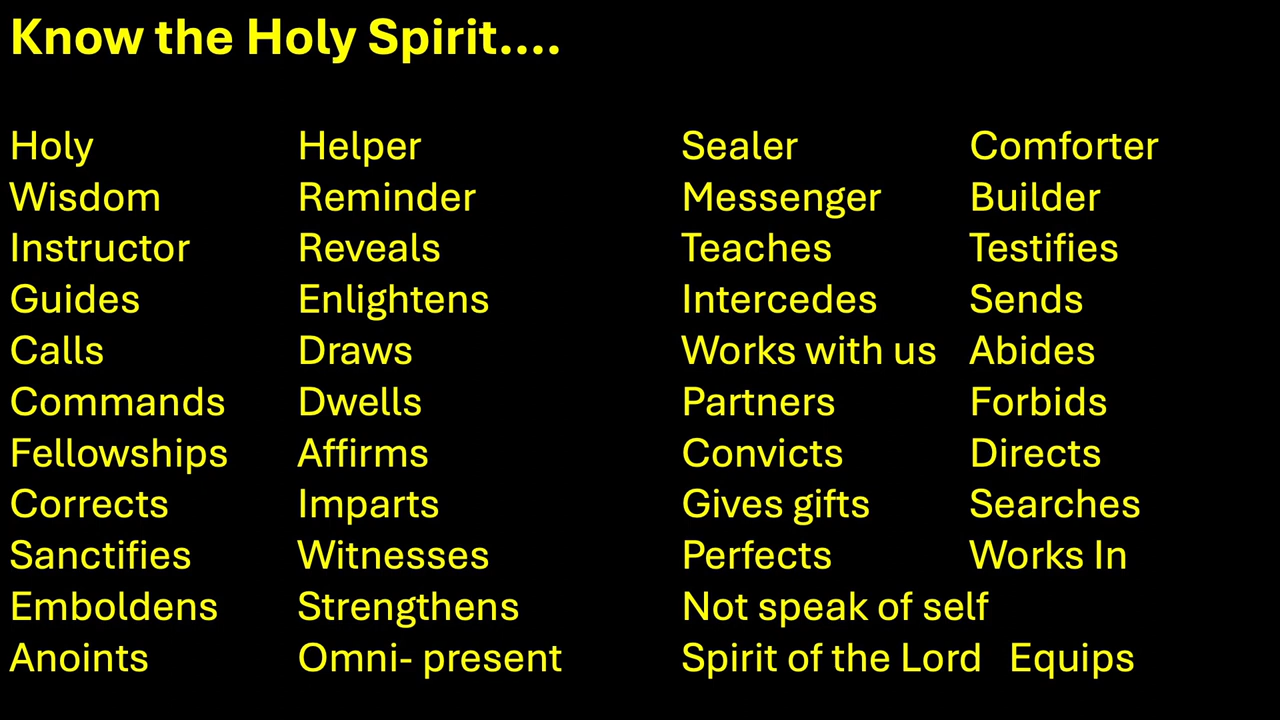 Know the Holy Spirit....
Holy Helper Sealer Comforter
Wisdom Reminder Messenger Builder
Instructor Reveals Teaches Testifies
Guides Enlightens Intercedes Sends
Calls Draws Works with us Abides
Commands Dwells Partners Forbids
Fellowships Affirms Convicts Directs
Corrects Imparts Gives gifts Searches
Sanctifies Witnesses Perfects Works In
Emboldens Strengthens Not speak of self
Anoints Omni- present Spirit of the Lord Equips